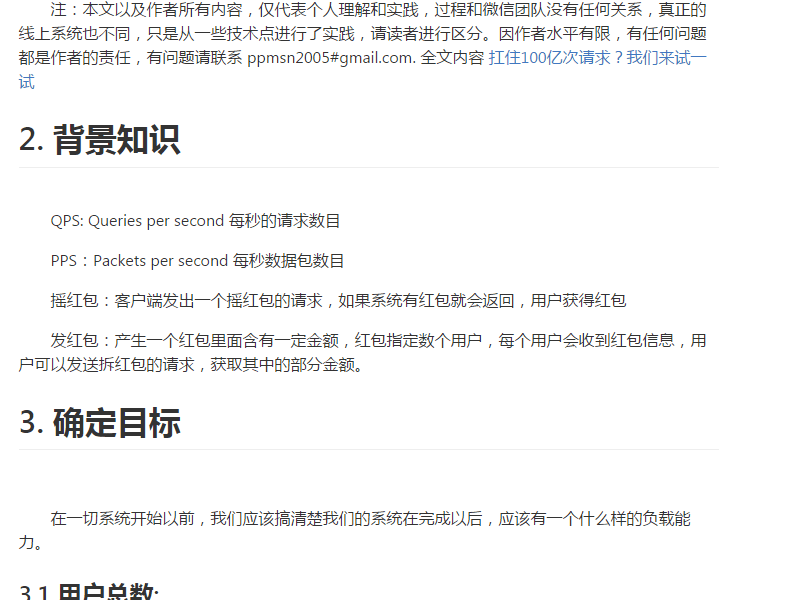 注：本文以及作者所有内容，仅代表个人理解和实践，过程和微信团队没有任何关系，真正的
线上系统也不同，只是从一些技术点进行了实践，请读者进行区分。因作者水平有限，有任何问题
都是作者的责任，有问题请联系 ppmsn2005#gmail.com. 全文内容 扛住100亿次请求？我们来试一
试
2. 背景知识
QPS: Queries per second 每秒的请求数目
PPS：Packets per second 每秒数据包数目
摇红包：客户端发出一个摇红包的请求，如果系统有红包就会返回，用户获得红包
发红包：产生一个红包里面含有一定金额，红包指定数个用户，每个用户会收到红包信息，用
户可以发送拆红包的请求，获取其中的部分金额。
3. 确定目标
在一切系统开始以前，我们应该搞清楚我们的系统在完成以后，应该有一个什么样的负载能
力。
3.1 用户总数: